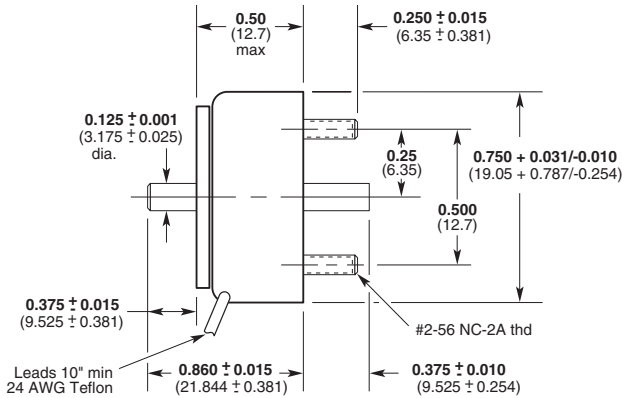 0.50
(12.7)
max
0.250 ± 0.015
(6.35 ± 0.381)
0.125 ± 0.001
(3.175 ± 0.025)
dia.
0.25
(6.35)
0.750 + 0.031/-0.010
(19.05 + 0.787/-0.254)
0.500
(12.7)
0.375 ± 0.015
(9.525 ± 0.381)
#2-56 NC-2A thd
Leads 10" min
24 AWG Teflon
0.860 ± 0.015
(21.844 ± 0.381)
0.375 ± 0.010
(9.525 ± 0.254)